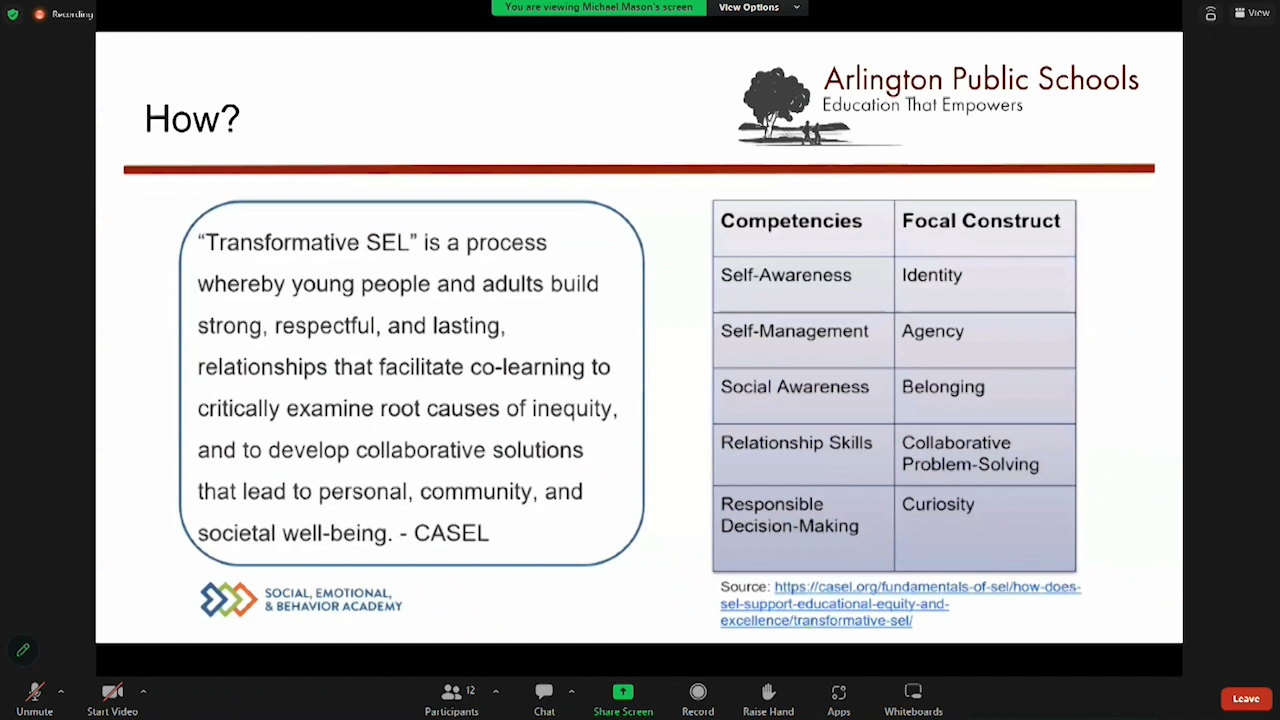 Recording
You are viewing Michael Mason's screen
View Options
View
Arlington Public Schools
Education That Empowers
How?
“Transformative SEL” is a process
whereby young people and adults build
strong, respectful, and lasting,
relationships that facilitate co-learning to
critically examine root causes of inequity,
and to develop collaborative solutions
that lead to personal, community, and
societal well-being. - CASEL
SOCIAL, EMOTIONAL,
& BEHAVIOR ACADEMY
Competencies Focal Construct
Self-Awareness Identity
Self-Management Agency
Social Awareness Belonging
Relationship Skills Collaborative
Problem-Solving
Responsible Curiosity
Decision-Making
Source: https://casel.org/fundamentals-of-sel/how-does-
sel-support-educational-equity-and-
excellence/transformative-sel/
Unmute
Start Video
12
Participants
Chat
Share Screen
Record
Raise Hand
Apps
Whiteboards
Leave